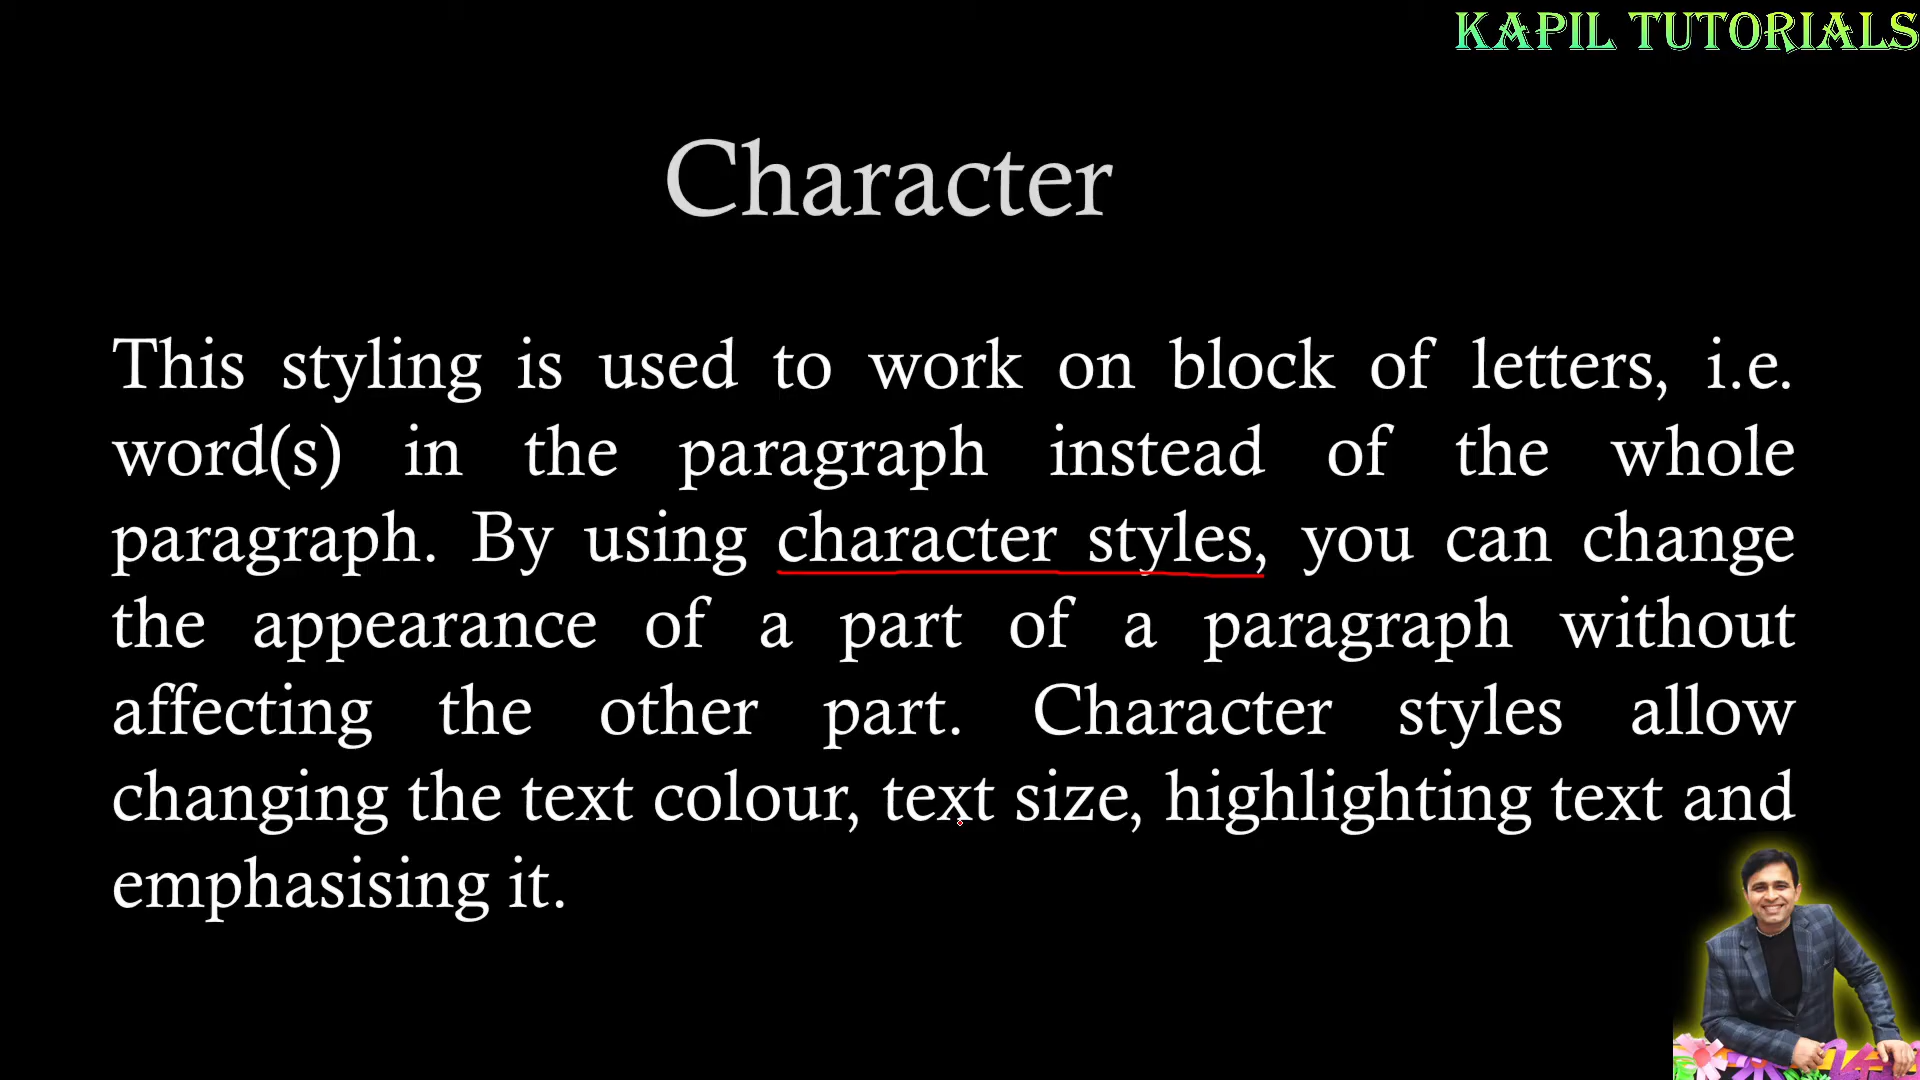 KAPIL TUTORIALS
Character
This styling is used to work on block of letters, i.e.
word(s) in the paragraph instead of the whole
paragraph. By using character styles, you can change
the appearance of a part of a paragraph without
affecting the other part. Character styles allow
changing the text colour, text size, highlighting text and
emphasising it.